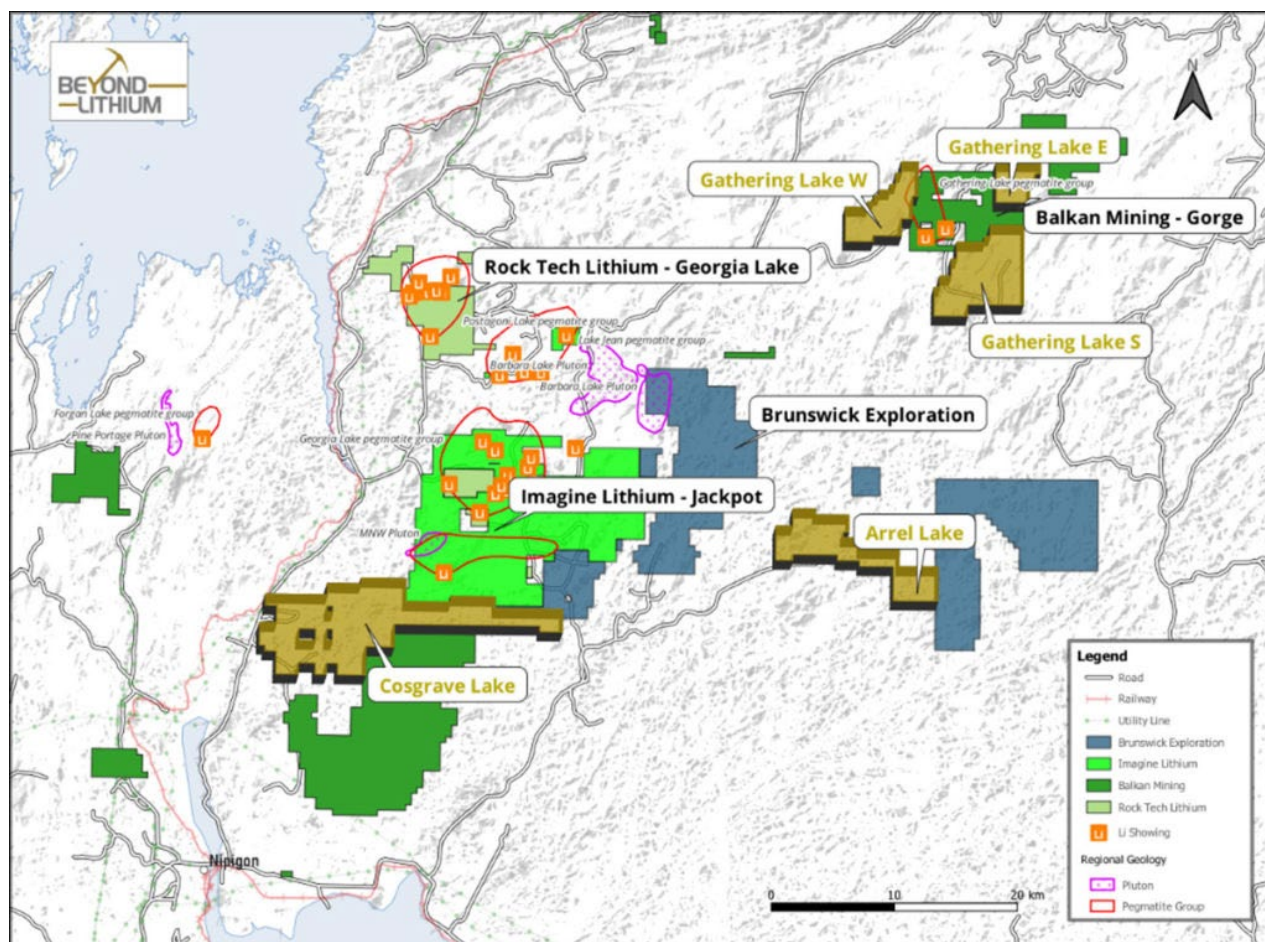 BEYOND
LITHIUM
N
Gathering Lake E
Gathering Lake W
Gathering Lake pegmatite group
Balkan Mining - Gorge
Rock Tech Lithium - Georgia Lake
Postagoni Lake pegmatite group
Lake Jean pegmatite group
Gathering Lake S
Barbara Lake Pluton
Barbara Lake Pluton
Forgan Lake pegmatite group
Pine Portage Pluton
Georgia Lake pegmatite group
Brunswick Exploration
Imagine Lithium - Jackpot
MNW Pluton
Arrel Lake
Cosgrave Lake
Nipigon
Legend
Road
Railway
Utility Line
Brunswick Exploration
Imagine Lithium
Balkan Mining
Rock Tech Lithium
Li Li Showing
Regional Geology
Pluton
Pegmatite Group
0 10 20 km